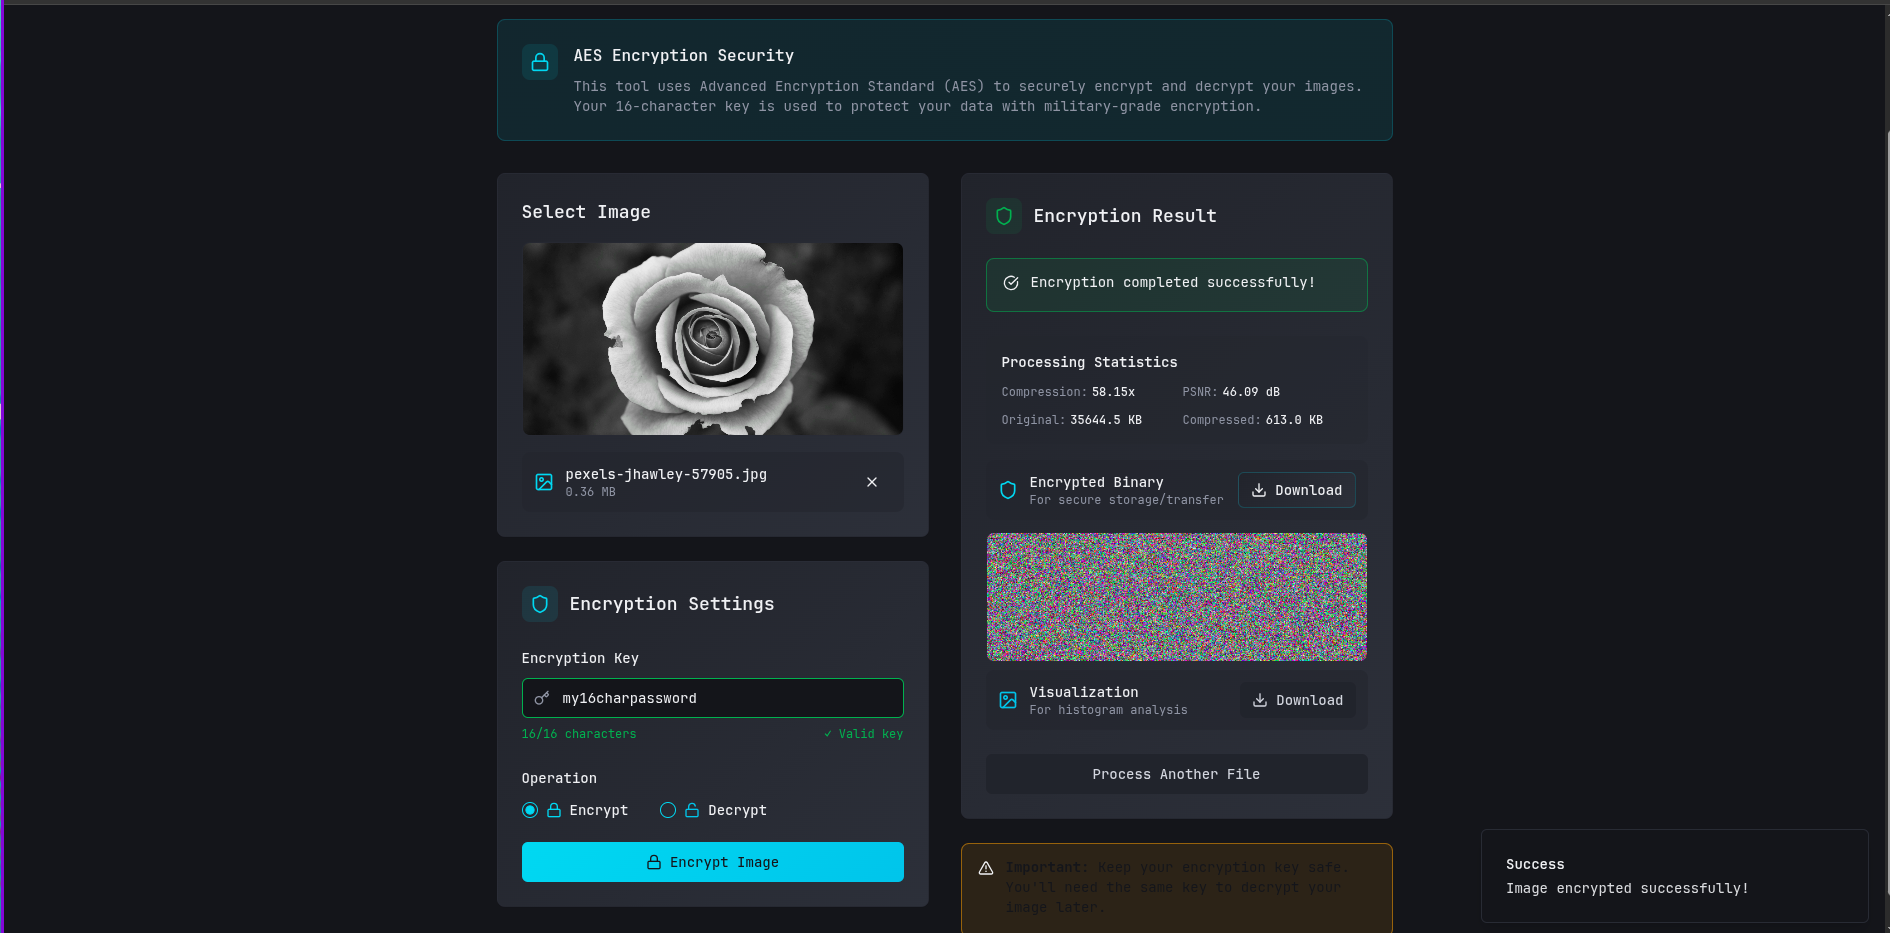 AES Encryption Security
This tool uses Advanced Encryption Standard (AES) to securely encrypt and decrypt your images.
Your 16-character key is used to protect your data with military-grade encryption.
Select Image
pexels-jhawley-57905.jpg
0.36 MB
Encryption Settings
Encryption Key
my16charpassword
16/16 characters
✓ Valid key
Operation
Encrypt
Decrypt
Encrypt Image
Encryption Result
Encryption completed successfully!
Processing Statistics
Compression: 58.15x
PSNR: 46.09 dB
Original: 35644.5 KB
Compressed: 613.0 KB
Encrypted Binary
For secure storage/transfer
Download
Visualization
For histogram analysis
Download
Process Another File
Important: Keep your encryption key safe.
You'll need the same key to decrypt your
image later.
Success
Image encrypted successfully!